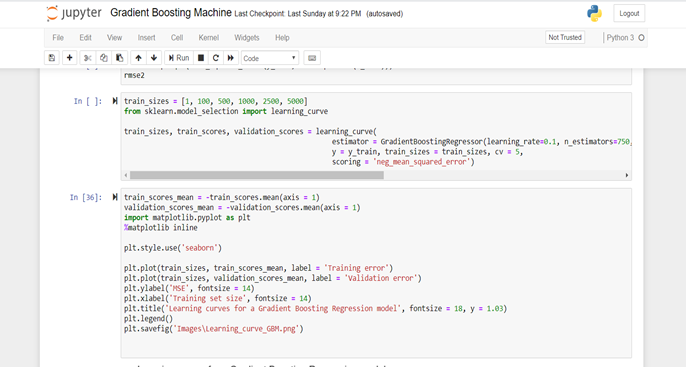 jupyter Gradient Boosting Machine Last Checkpoint: Last Sunday at 9:22 PM (autosaved)
Logout
File Edit View Insert Cell Kernel Widgets Help
Not Trusted
Python 3
Run
Code
rmse2
In [ ]:
train_sizes = [1, 100, 500, 1000, 2500, 5000]
from sklearn.model_selection import learning_curve
train_sizes, train_scores, validation_scores = learning_curve(
estimator = GradientBoostingRegressor(learning_rate=0.1, n_estimators=750,
y = y_train, train_sizes = train_sizes, cv = 5,
scoring = 'neg_mean_squared_error')
In [36]:
train_scores_mean = -train_scores.mean(axis = 1)
validation_scores_mean = -validation_scores.mean(axis = 1)
import matplotlib.pyplot as plt
%matplotlib inline
plt.style.use('seaborn')
plt.plot(train_sizes, train_scores_mean, label = 'Training error')
plt.plot(train_sizes, validation_scores_mean, label = 'Validation error')
plt.ylabel('MSE', fontsize = 14)
plt.xlabel('Training set size', fontsize = 14)
plt.title('Learning curves for a Gradient Boosting Regression model', fontsize = 18, y = 1.03)
plt.legend()
plt.savefig('Images\Learning_curve_GBM.png')